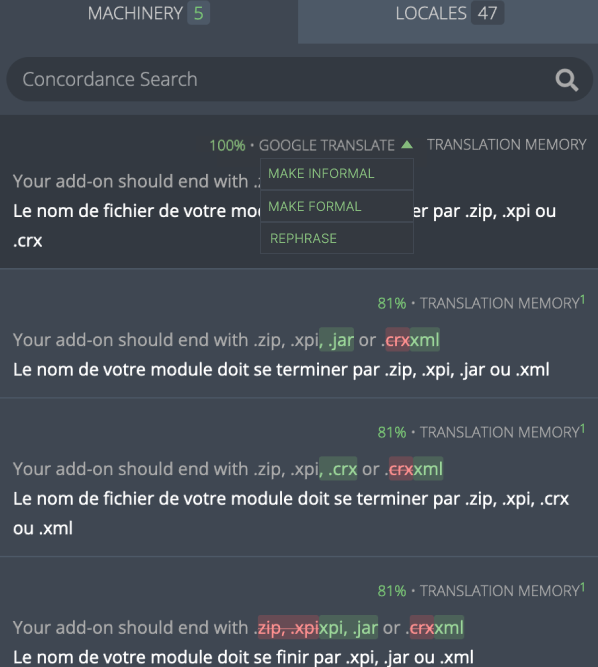 MACHINERY 5 LOCALES 47
Concordance Search
100% • GOOGLE TRANSLATE ▲ TRANSLATION MEMORY
MAKE INFORMAL
Your add-on should end with .
MAKE FORMAL
Le nom de fichier de votre mo er par .zip, .xpi ou
.crx
REPHRASE
81% • TRANSLATION MEMORY1
Your add-on should end with .zip, .xpi, .jar or .crxxml
Le nom de votre module doit se terminer par .zip, .xpi, .jar ou .xml
81% • TRANSLATION MEMORY1
Your add-on should end with .zip, .xpi, .crx or .crxxml
Le nom de fichier de votre module doit se terminer par .zip, .xpi, .crx
ou .xml
81% • TRANSLATION MEMORY1
Your add-on should end with .zip, .xpixpi, .jar or .crxxml
Le nom de votre module doit se finir par .xpi, .jar ou .xml